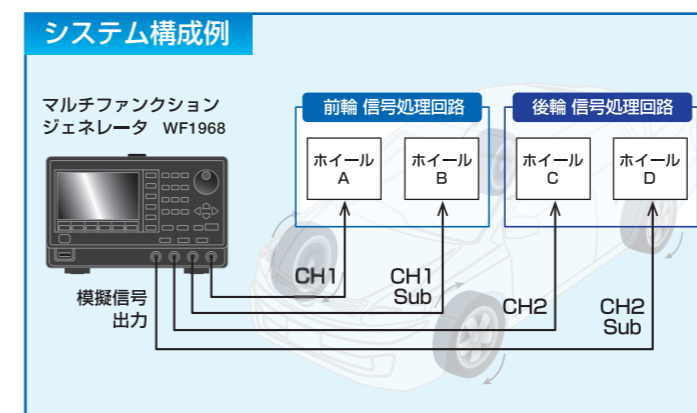 システム構成例
マルチファンクション
ジェネレータ WF1968
前輪 信号処理回路
後輪 信号処理回路
ホイール
A
ホイール
B
ホイール
C
ホイール
D
模擬信号
出力
CH1
CH1
Sub
CH2
CH2
Sub